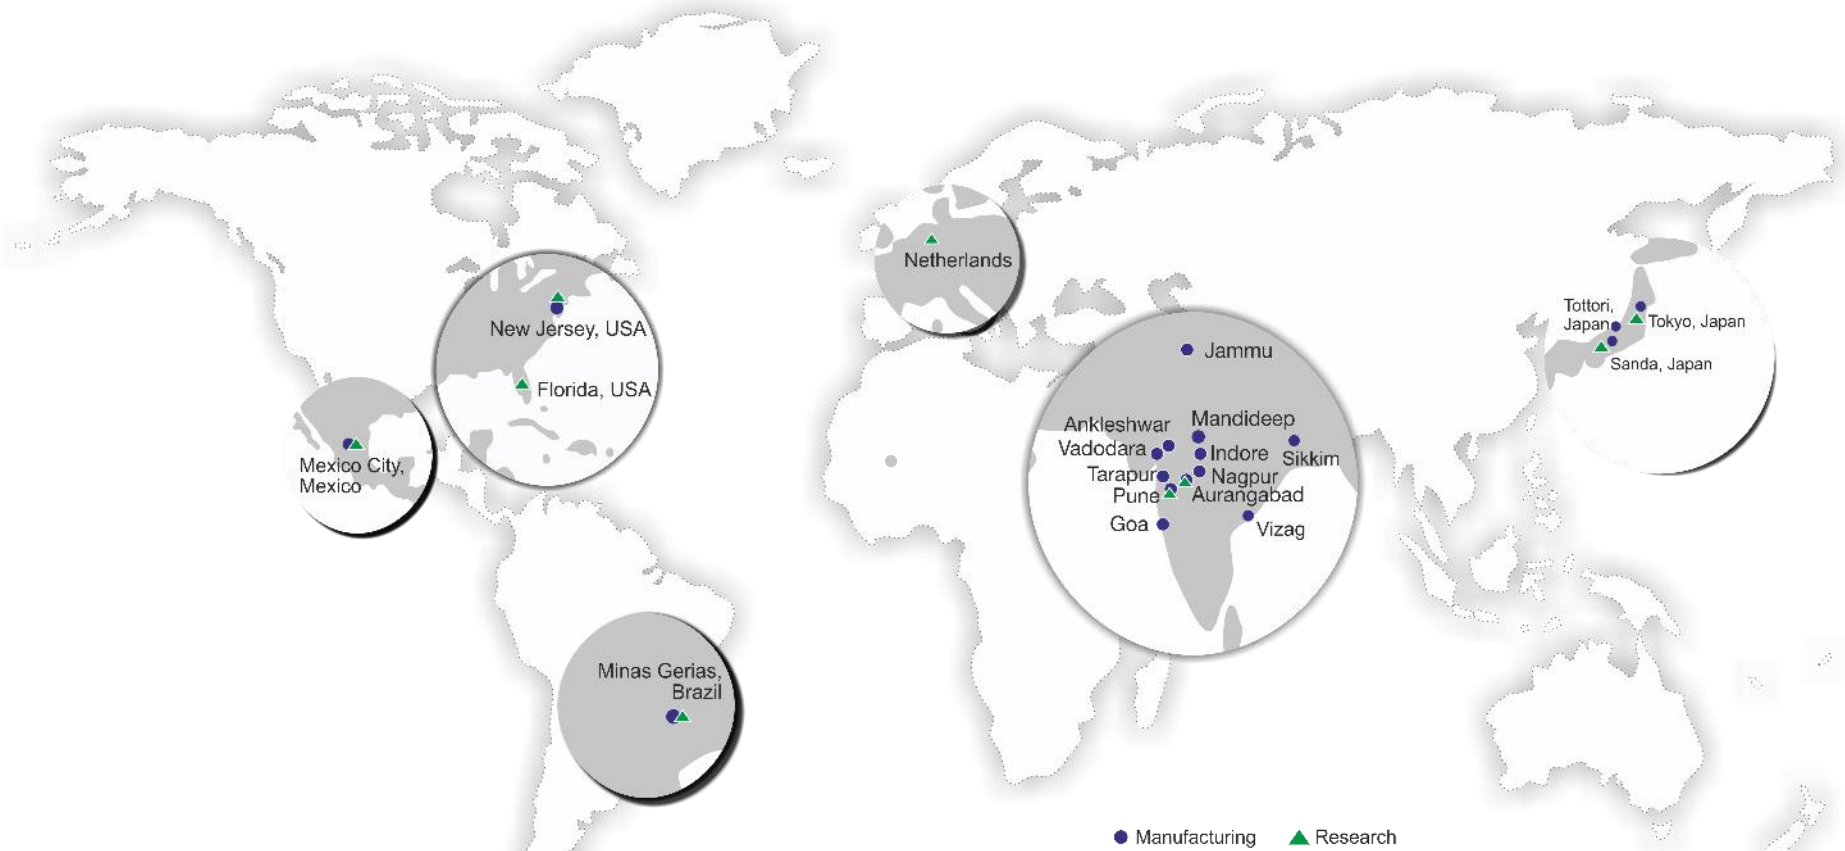 Netherlands
New Jersey, USA
Florida, USA
Mexico City,
Mexico
Minas Gerias,
Brazil
Jammu
Ankleshwar
Mandideep
Vadodara
Indore
Sikkim
Tarapur
Nagpur
Pune
Aurangabad
Goa
Vizag
Tottori,
Japan
Tokyo, Japan
Sanda, Japan
Manufacturing
Research